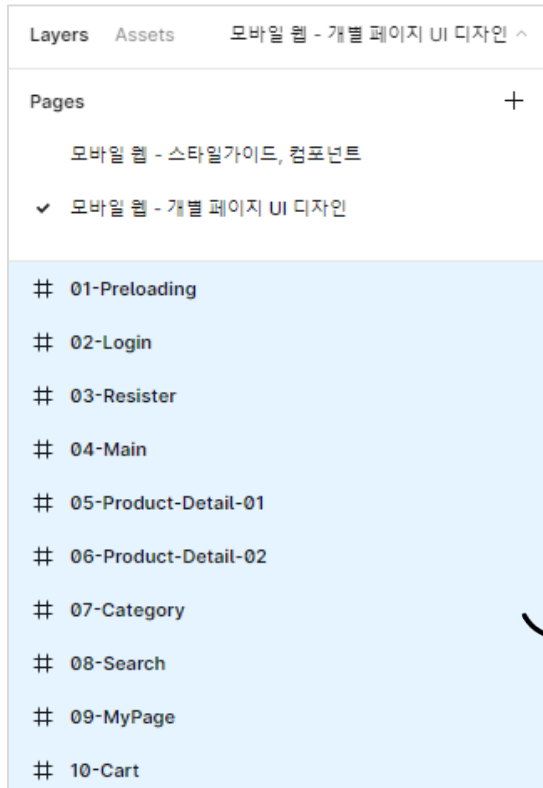 Layers Assets 모바일 웹 - 개별 페이지 UI 디자인
Pages
모바일 웹 - 스타일가이드, 컴포넌트
모바일 웹 - 개별 페이지 UI 디자인
01-Preloading
02-Login
03-Resister
04-Main
05-Product-Detail-01
06-Product-Detail-02
07-Category
08-Search
09-MyPage
10-Cart